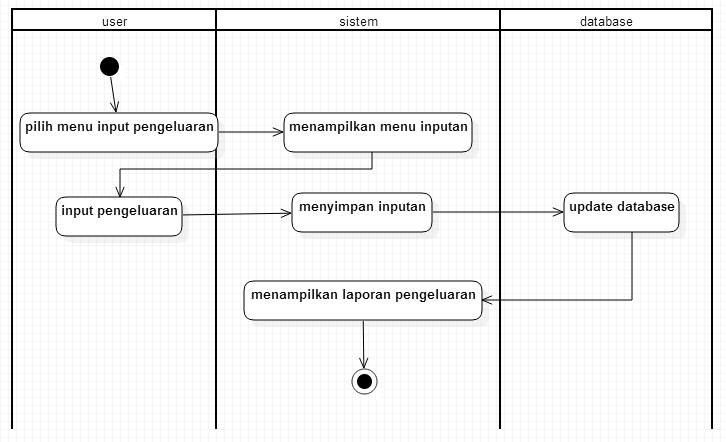 user
sistem
database
pilih menu input pengeluaran
menampilkan menu inputan
input pengeluaran
menyimpan inputan
update database
menampilkan laporan pengeluaran